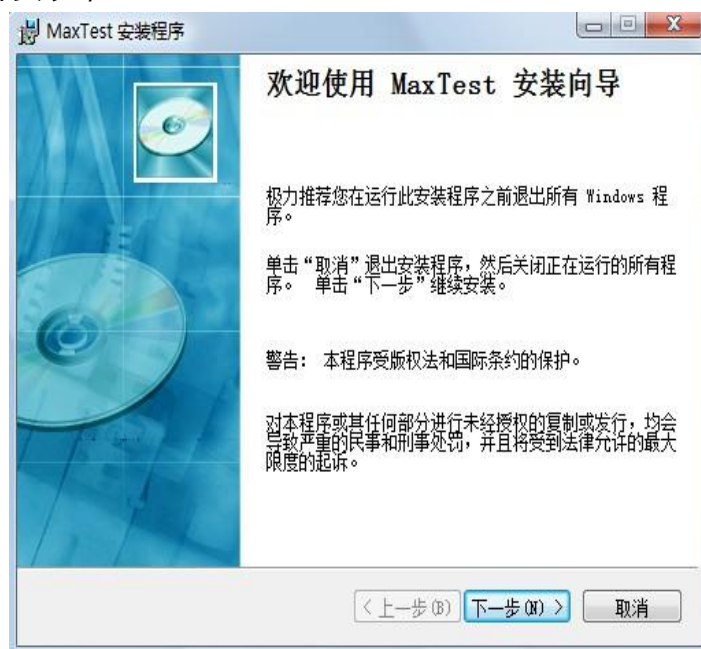 MaxTest 安装程序
欢迎使用 MaxTest 安装向导
极力推荐您在运行此安装程序之前退出所有 Windows 程
序。
单击“取消”退出安装程序，然后关闭正在运行的所有程
序。 单击“下一步”继续安装。
警告: 本程序受版权法和国际条约的保护。
对本程序或其任何部分进行未经授权的复制或发行，均会
导致严重的民事和刑事处罚，并且将受到法律允许的最大
限度的起诉。
< 上一步(B) 下一步(N) > 取消